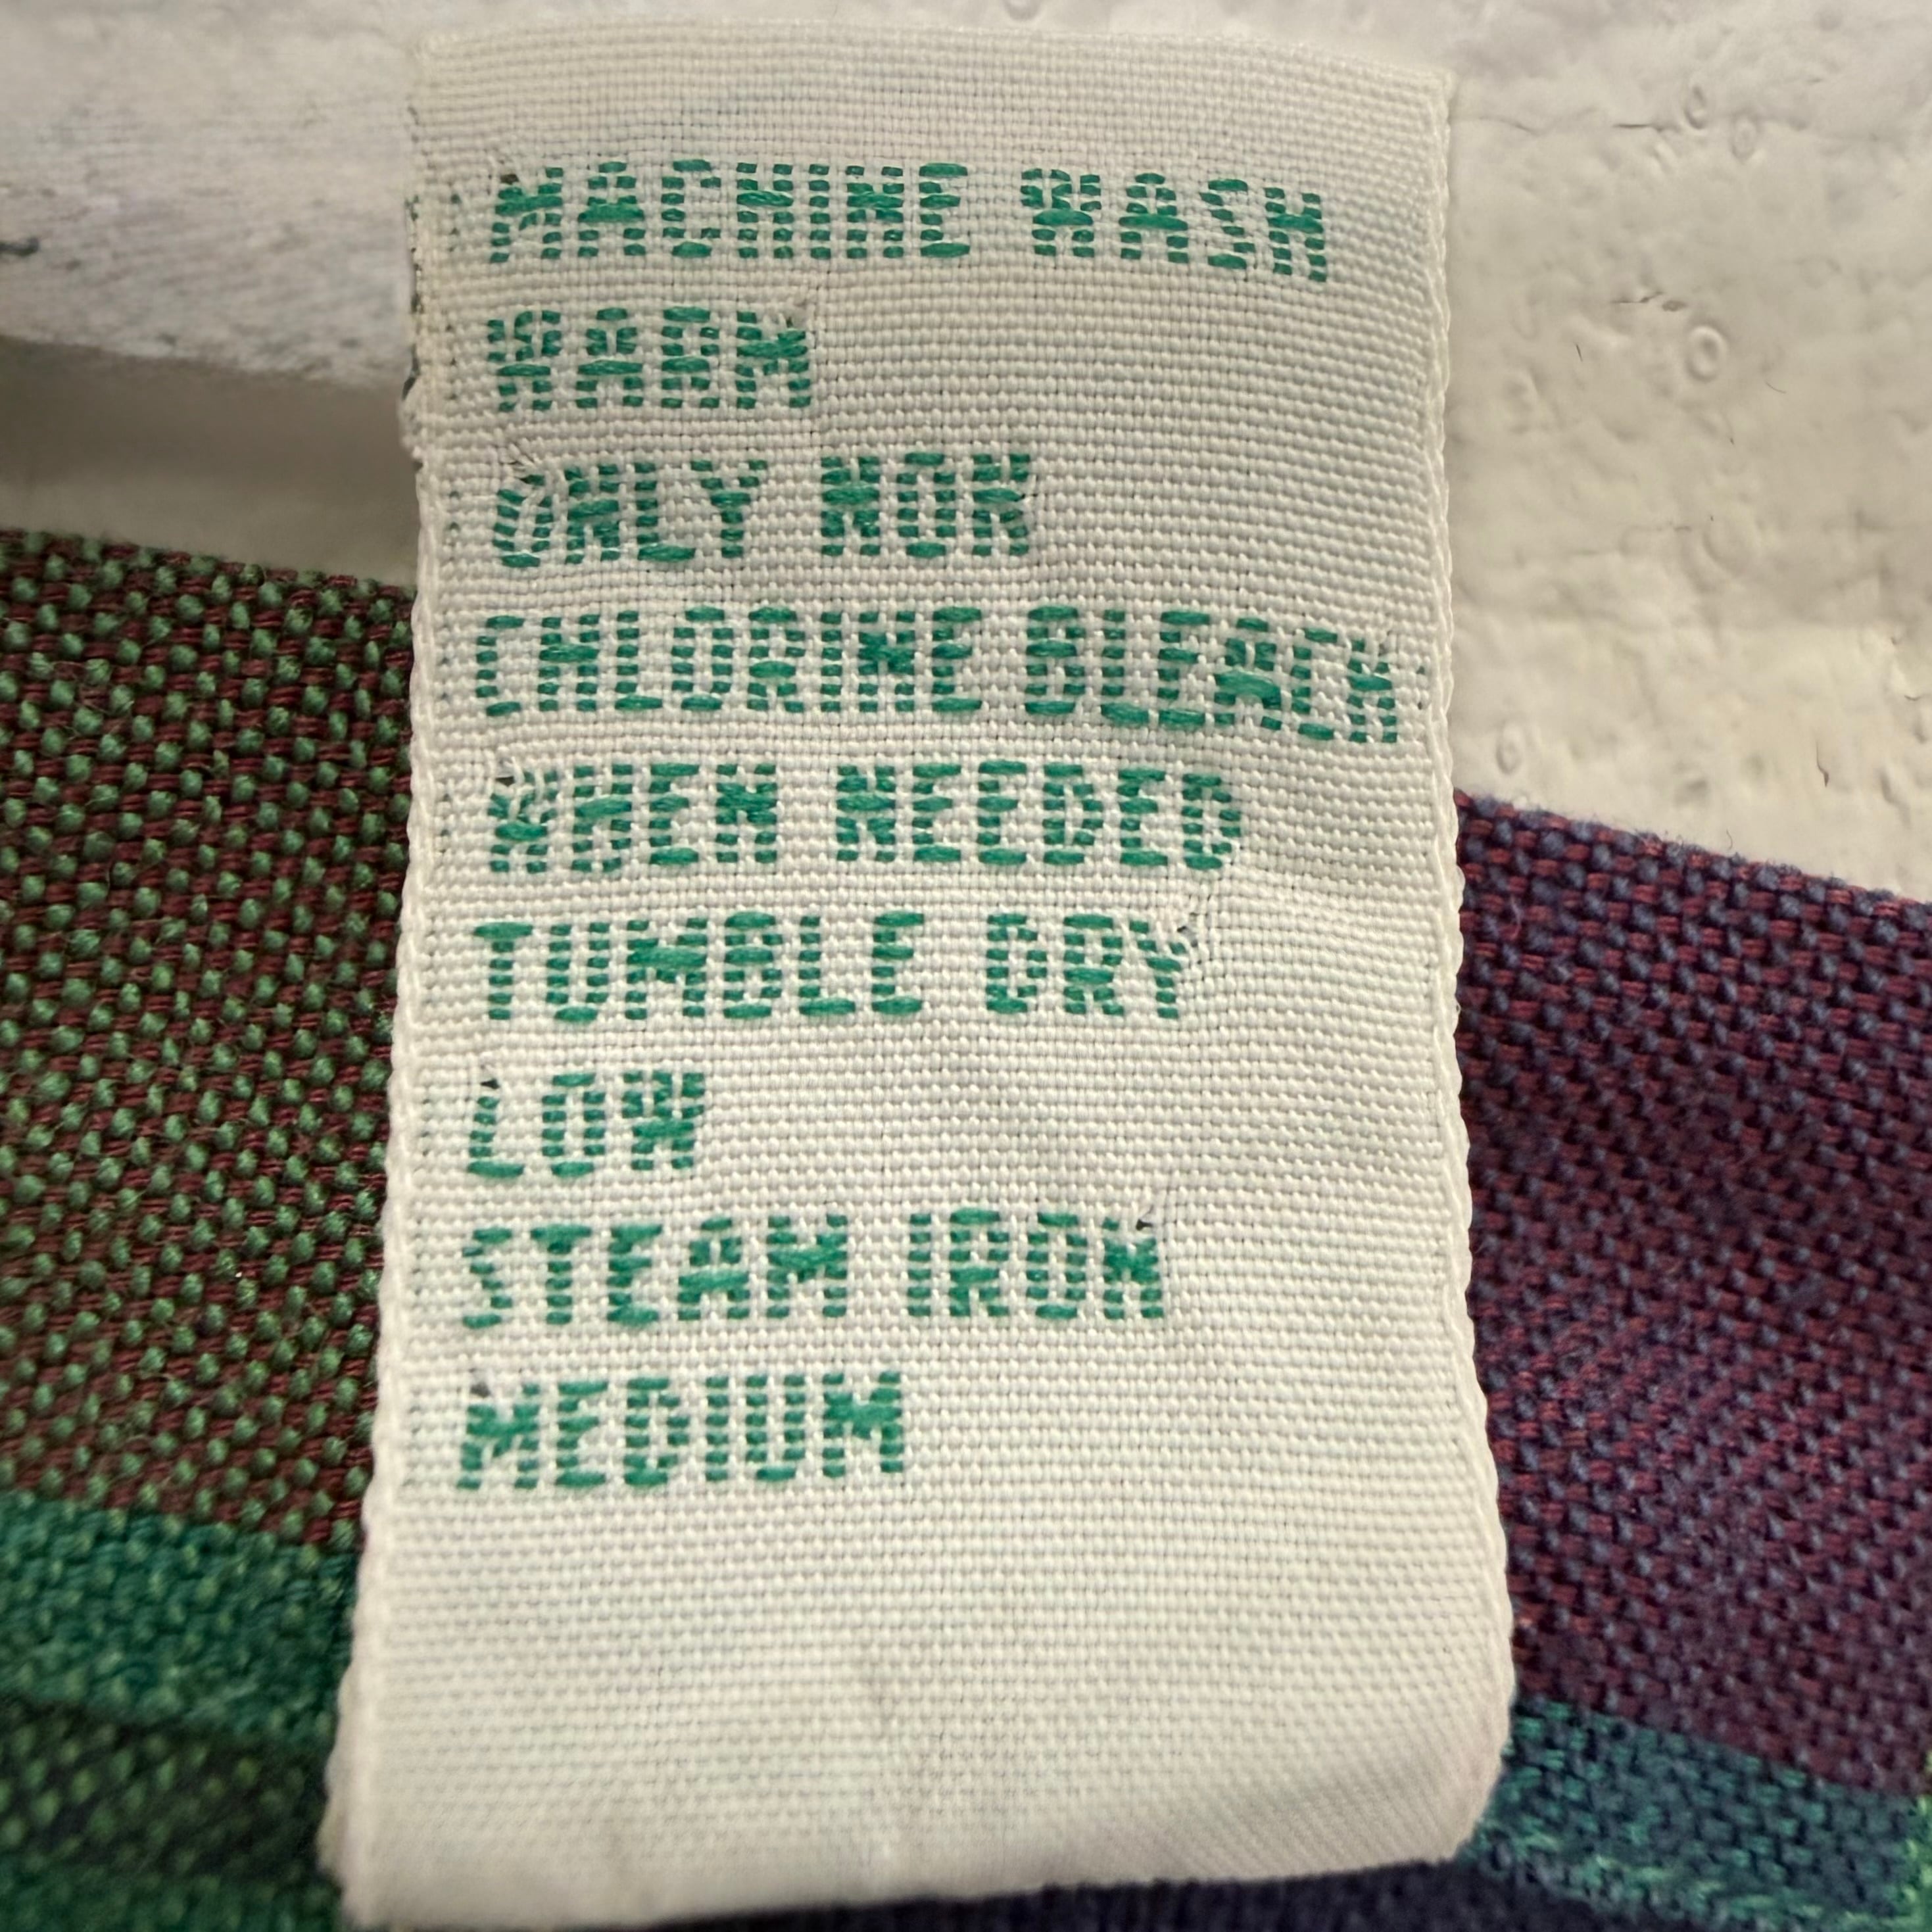 MACHINE WASH
WARM
ONLY NON
CHLORINE BLEACH
WHEN NEEDED
TUMBLE DRY
LOW
STEAM IRON
MEDIUM